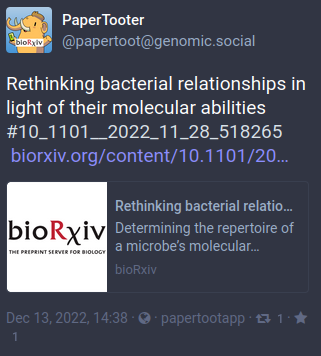 PaperTooter
bioRxiv
@papertoot@genomic.social
Rethinking bacterial relationships in
light of their molecular abilities
#10_1101__2022_11_28_518265
biorxiv.org/content/10.1101/20…
bioRχiv
THE PREPRINT SERVER FOR BIOLOGY
Rethinking bacterial relatio…
Determining the repertoire of
a microbe's molecular…
bioRxiv
Dec 13, 2022, 14:38 · papertootapp · 1 ·
1